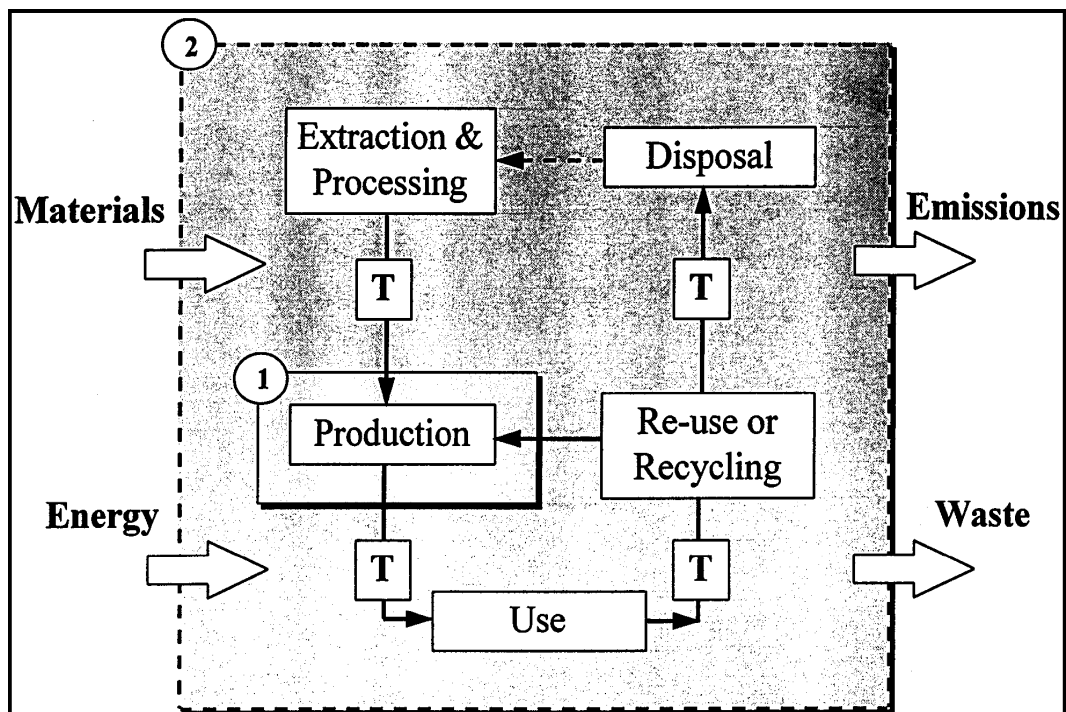 2
Extraction &
Processing
Disposal
Materials
Emissions
T
T
1
Production
Re-use or
Recycling
Energy
Waste
T
T
Use